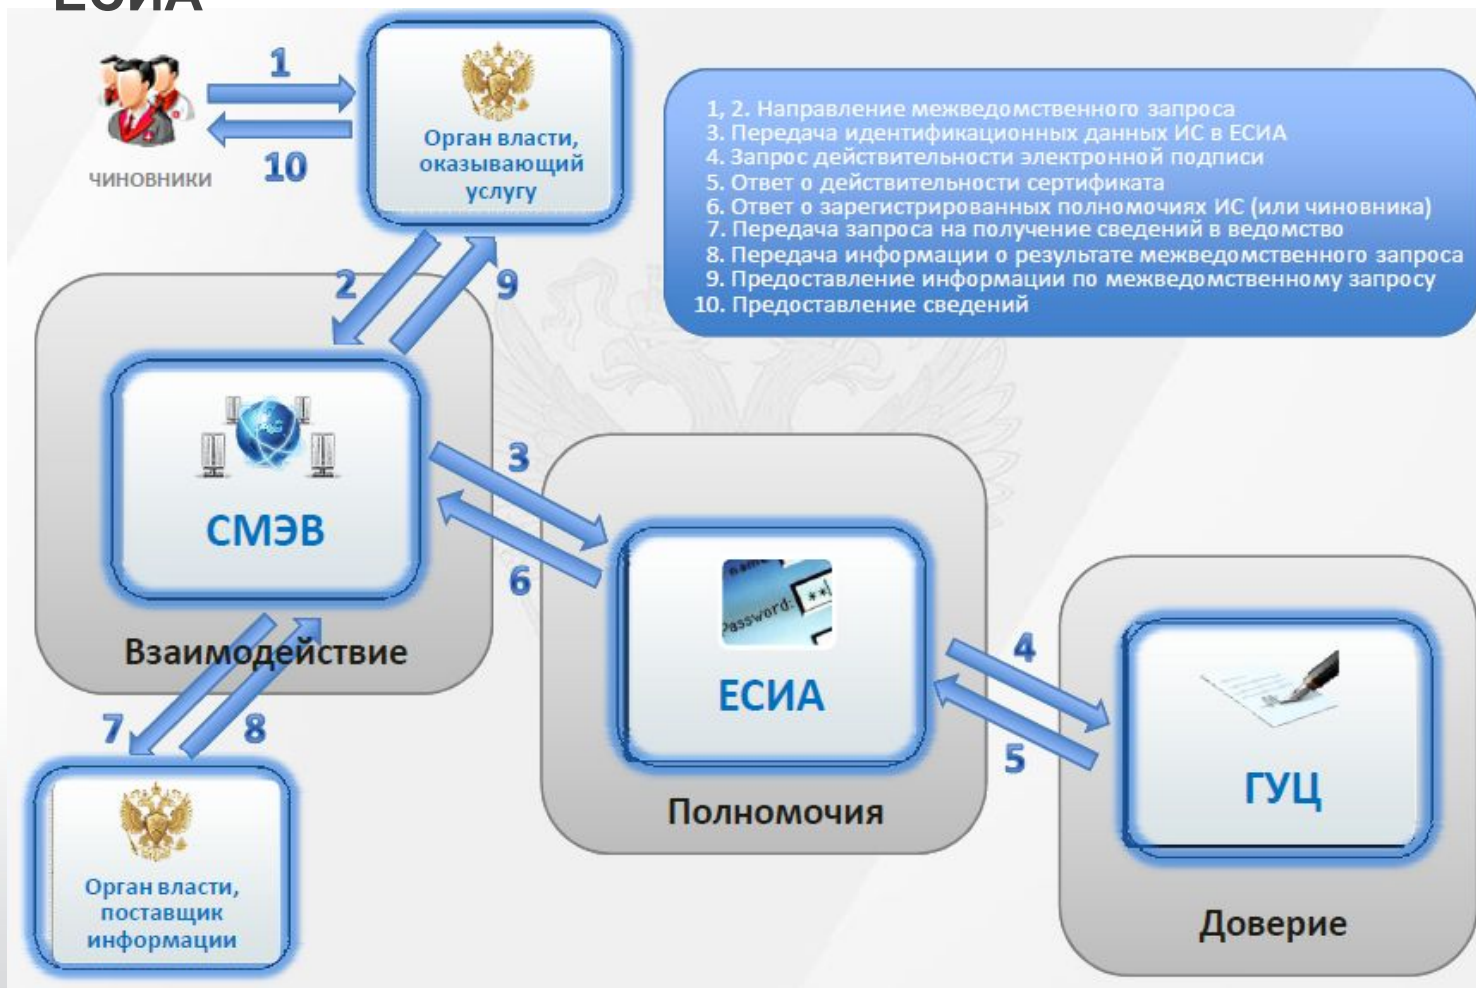 ЕСИА
1
10
чиновники
Орган власти,
оказывающий
услугу
1, 2. Направление межведомственного запроса
3. Передача идентификационных данных ИС в ЕСИА
4. Запрос действительности электронной подписи
5. Ответ о действительности сертификата
6. Ответ о зарегистрированных полномочиях ИС (или чиновника)
7. Передача запроса на получение сведений в ведомство
8. Передача информации о результате межведомственного запроса
9. Предоставление информации по межведомственному запросу
10. Предоставление сведений
2
9
СМЭВ
Взаимодействие
3
6
Password:
**
ЕСИА
Полномочия
4
5
ГУЦ
Доверие
7
8
Орган власти,
поставщик
информации